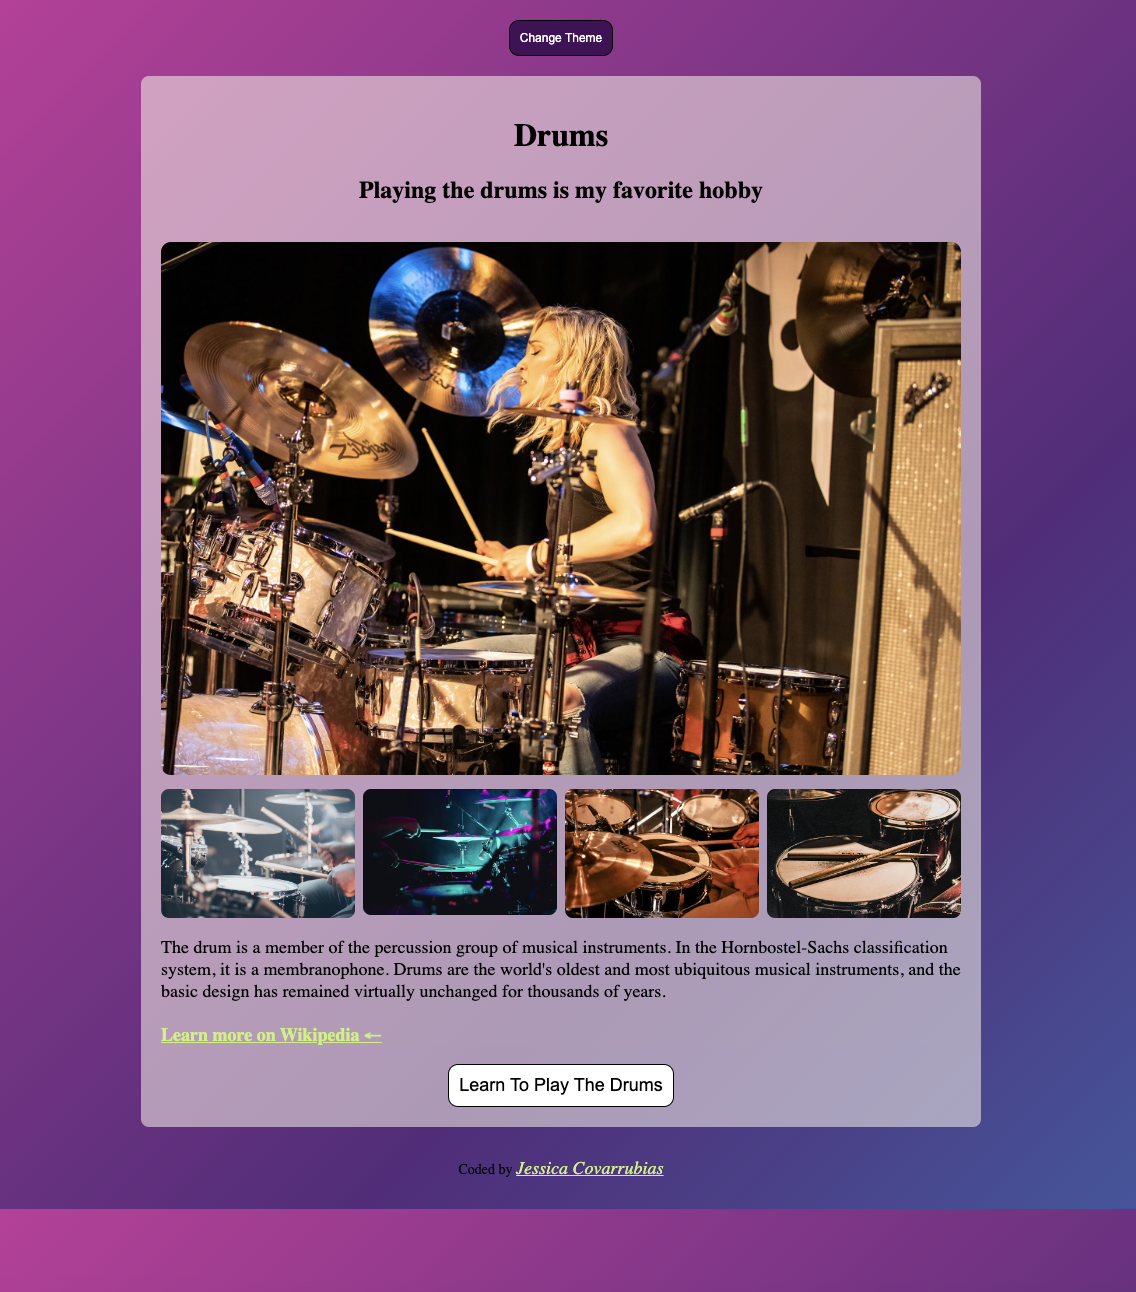 Change Theme
Drums
Playing the drums is my favorite hobby
Zildjian
The drum is a member of the percussion group of musical instruments. In the Hornbostel-Sachs classification
system, it is a membranophone. Drums are the world's oldest and most ubiquitous musical instruments, and the
basic design has remained virtually unchanged for thousands of years.
Learn more on Wikipedia ←
Learn To Play The Drums
Coded by Jessica Covarrubias